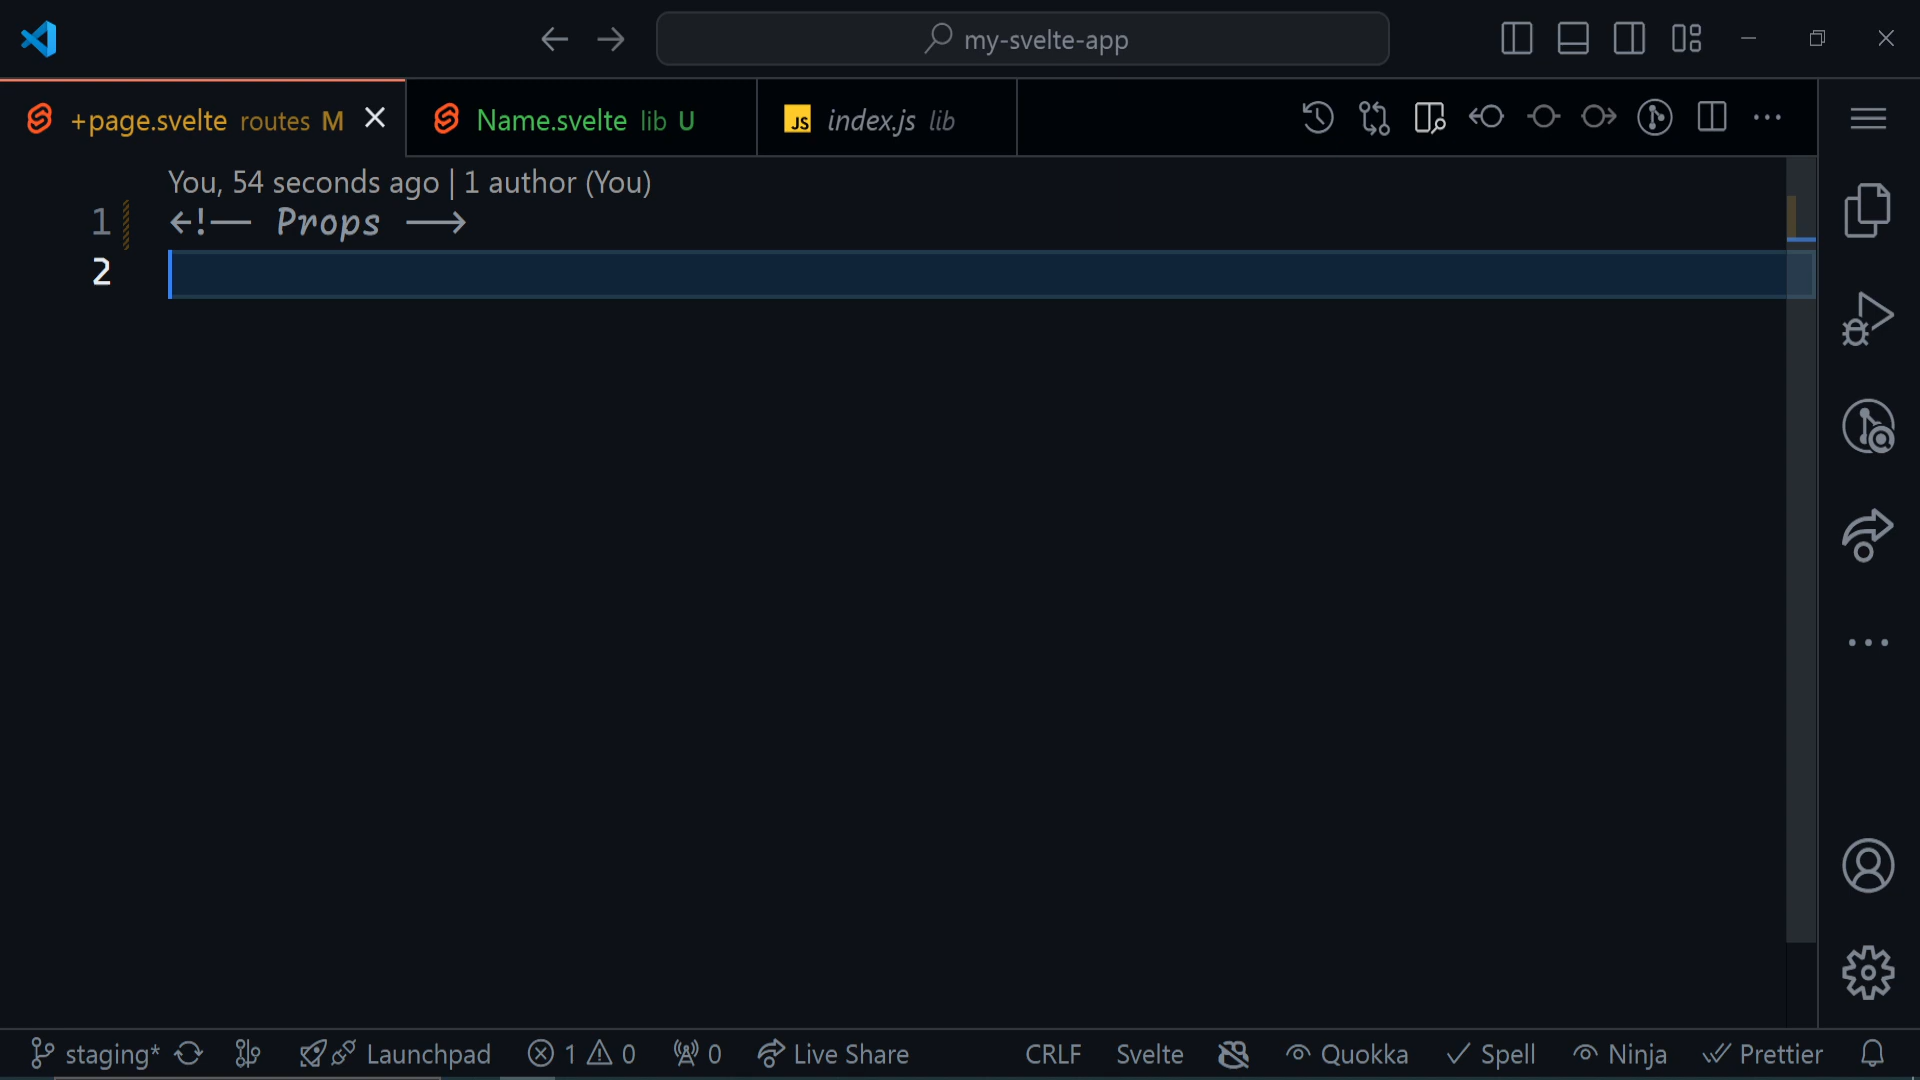 my-svelte-app
+page.svelte routes M
Name.svelte lib U
JS index.js lib
You, 54 seconds ago | 1 author (You)
1 <!-- Props -->
2
staging* Launchpad 1 0 0 Live Share CRLF Svelte Quokka Spell Ninja Prettier